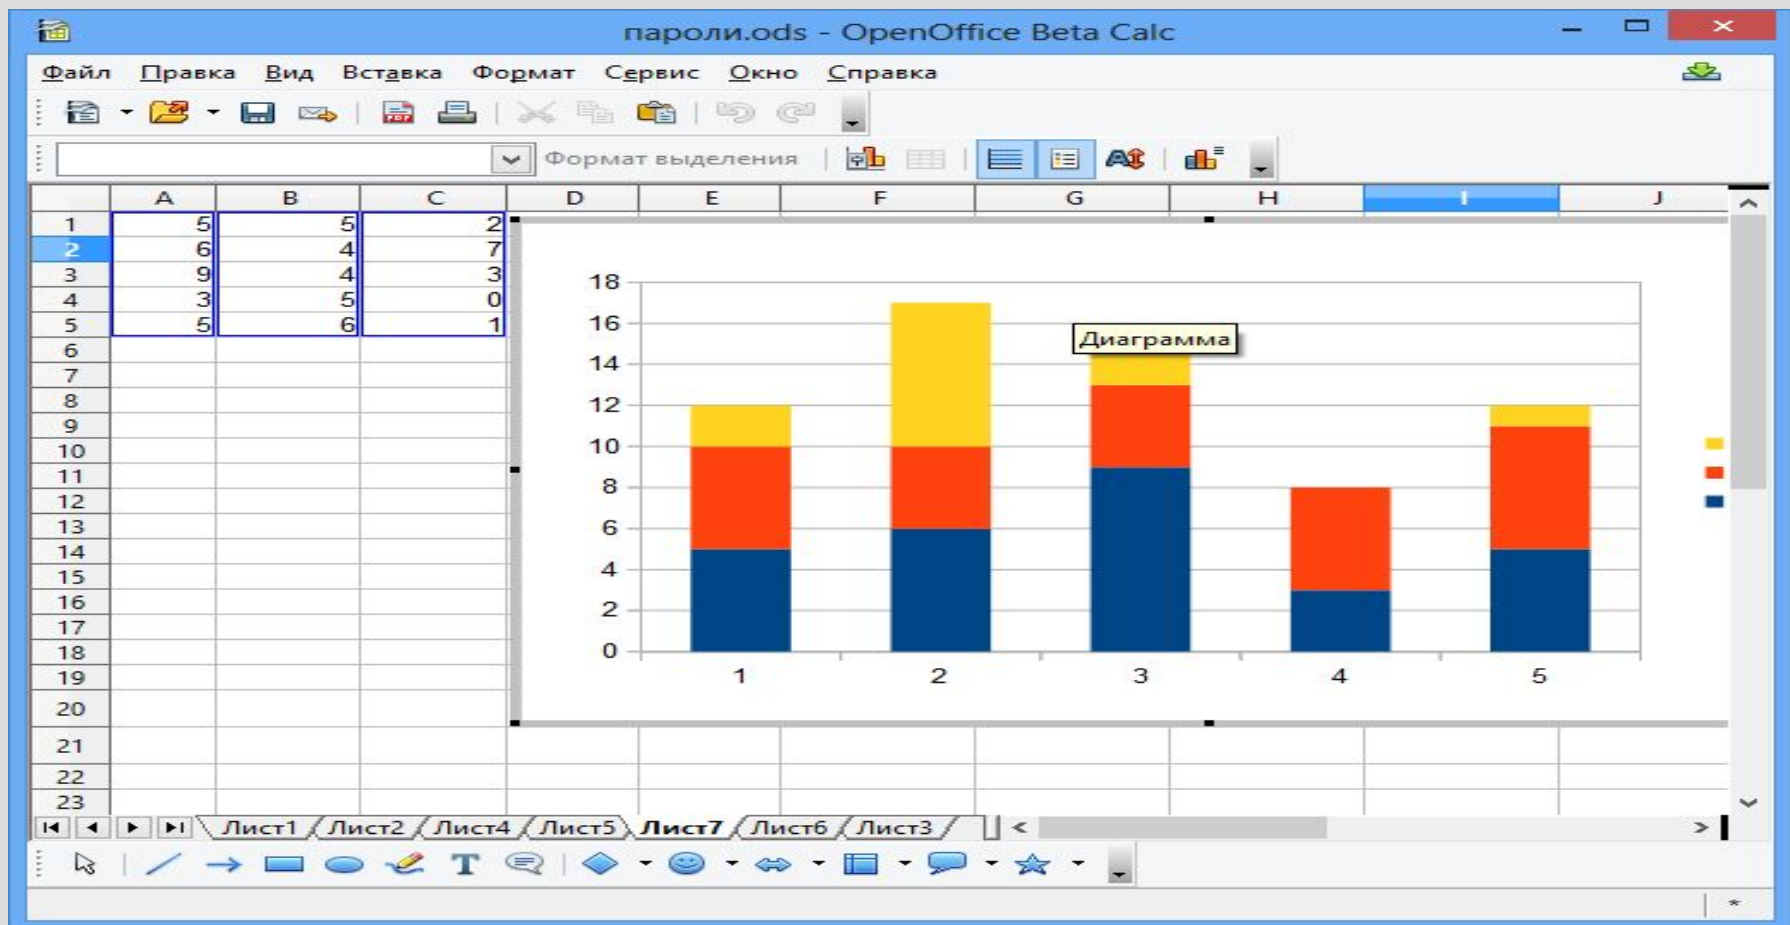 пароли.ods - OpenOffice Beta Calc
Файл Правка Вид Вставка Формат Сервис Окно Справка
PDF
Формат выделения
A B C D E F G H I J
1 5 5 2
2 6 4 7
3 9 4 3
4 3 5 0
5 5 6 1
6
7
8
9
10
11
12
13
14
15
16
17
18
19
20
21
22
23
18
16
14
12
10
8
6
4
2
0
Диаграмма
1 2 3 4 5
Лист1 Лист2 Лист4 Лист5 Лист7 Лист6 Лист3
T
*